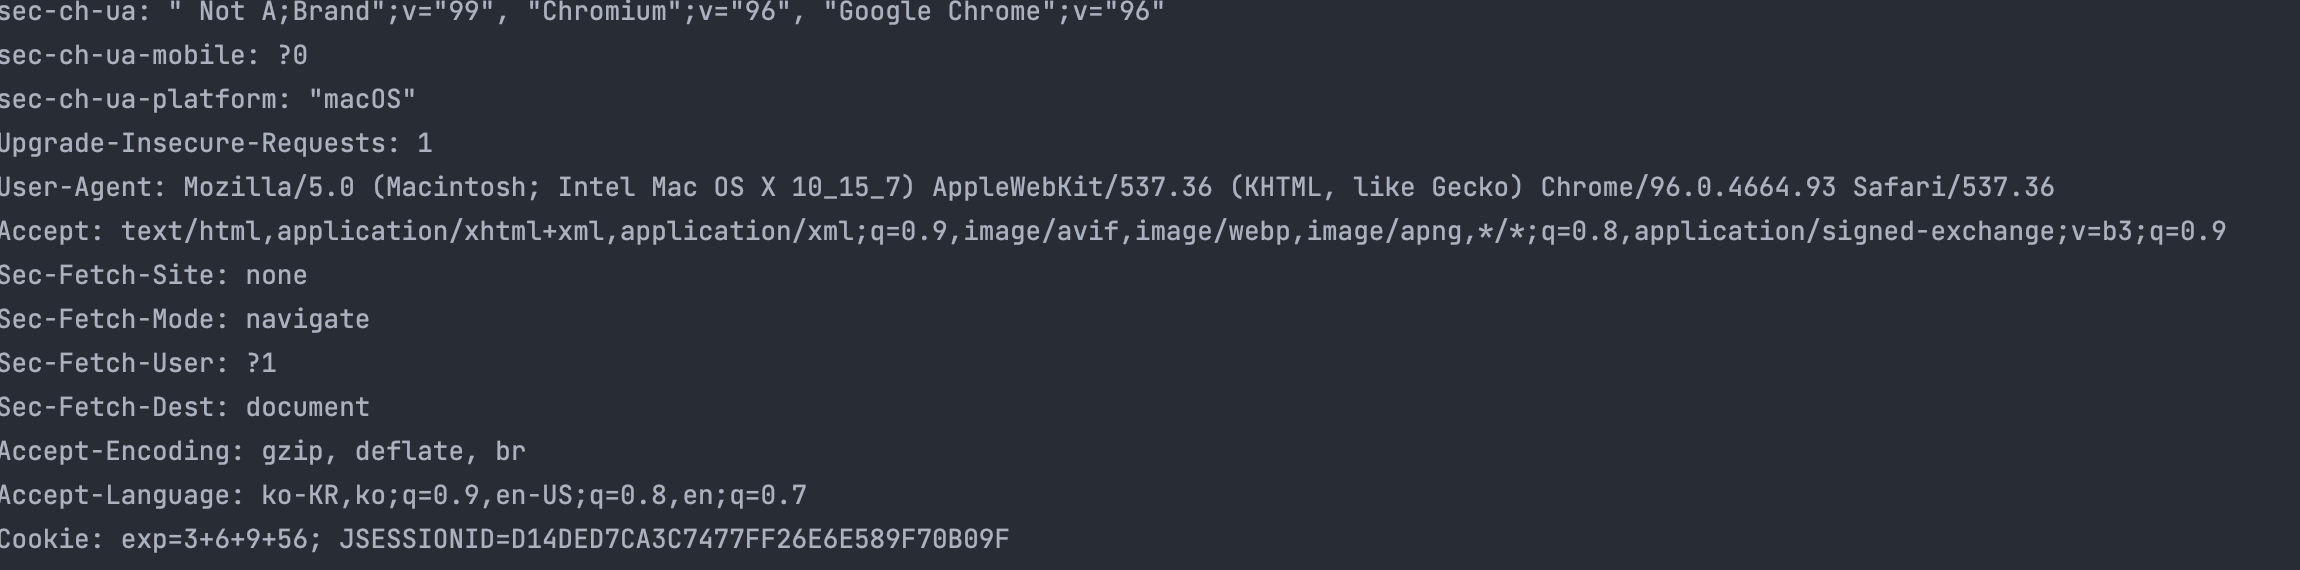 sec-ch-ua: " Not A;Brand";v="99", "Chromium";v="96", "Google Chrome";v="96"
sec-ch-ua-mobile: ?0
sec-ch-ua-platform: "macOS"
Upgrade-Insecure-Requests: 1
User-Agent: Mozilla/5.0 (Macintosh; Intel Mac OS X 10_15_7) AppleWebKit/537.36 (KHTML, like Gecko) Chrome/96.0.4664.93 Safari/537.36
Accept: text/html,application/xhtml+xml,application/xml;q=0.9,image/avif,image/webp,image/apng,*/*;q=0.8,application/signed-exchange;v=b3;q=0.9
Sec-Fetch-Site: none
Sec-Fetch-Mode: navigate
Sec-Fetch-User: ?1
Sec-Fetch-Dest: document
Accept-Encoding: gzip, deflate, br
Accept-Language: ko-KR,ko;q=0.9,en-US;q=0.8,en;q=0.7
Cookie: exp=3+6+9+56; JSESSIONID=D14DED7CA3C7477FF26E6E589F70B09F